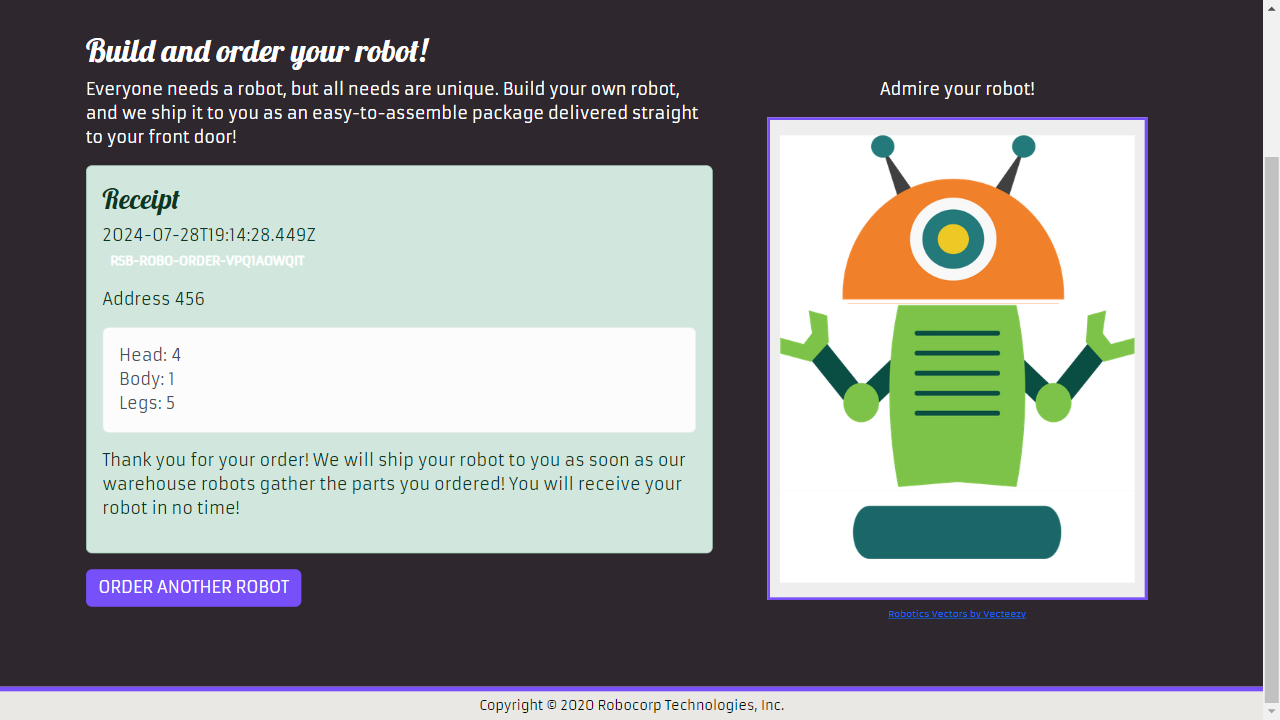 Build and order your robot!
Everyone needs a robot, but all needs are unique. Build your own robot,
and we ship it to you as an easy-to-assemble package delivered straight
to your front door!
Receipt
2024-07-28T19:14:28.449Z
RSB-ROBO-ORDER-VPQ1AOWQIT
Address 456
Head: 4
Body: 1
Legs: 5
Thank you for your order! We will ship your robot to you as soon as our
warehouse robots gather the parts you ordered! You will receive your
robot in no time!
ORDER ANOTHER ROBOT
Admire your robot!
Robotics Vectors by Vecteezy
Copyright © 2020 Robocorp Technologies, Inc.